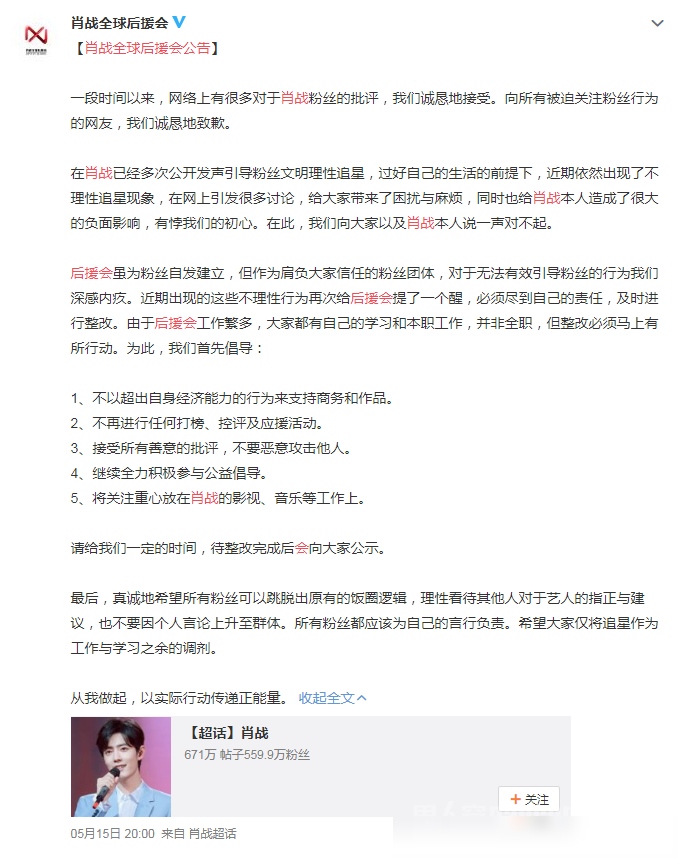 肖战全球后援会
【肖战全球后援会公告】
一段时间以来，网络上有很多对于肖战粉丝的批评，我们诚恳地接受。向所有被迫关注粉丝行为
的网友，我们诚恳地致歉。
在肖战已经多次公开发声引导粉丝文明理性追星，过好自己的生活的前提下，近期依然出现了不
理性追星现象，在网上引发很多讨论，给大家带来了困扰与麻烦，同时也给肖战本人造成了很大
的负面影响，有悖我们的初心。在此，我们向大家以及肖战本人说一声对不起。
后援会虽为粉丝自发建立，但作为肩负大家信任的粉丝团体，对于无法有效引导粉丝的行为我们
深感内疚。近期出现的这些不理性行为再次给后援会提了一个醒，必须尽到自己的责任，及时进
行整改。由于后援会工作繁多，大家都有自己的学习和本职工作，并非全职，但整改必须马上有
所行动。为此，我们首先倡导：
1、不以超出自身经济能力的行为来支持商务和作品。
2、不再进行任何打榜、控评及应援活动。
3、接受所有善意的批评，不要恶意攻击他人。
4、继续全力积极参与公益倡导。
5、将关注重心放在肖战的影视、音乐等工作上。
请给我们一定的时间，待整改完成后会向大家公示。
最后，真诚地希望所有粉丝可以跳脱出原有的饭圈逻辑，理性看待其他人对于艺人的指正与建
议，也不要因个人言论上升至群体。所有粉丝都应该为自己的言行负责。希望大家仅将追星作为
工作与学习之余的调剂。
从我做起，以实际行动传递正能量。 收起全文
【超话】肖战
671万 帖子559.9万粉丝
+ 关注
05月15日 20:00 来自 肖战超话